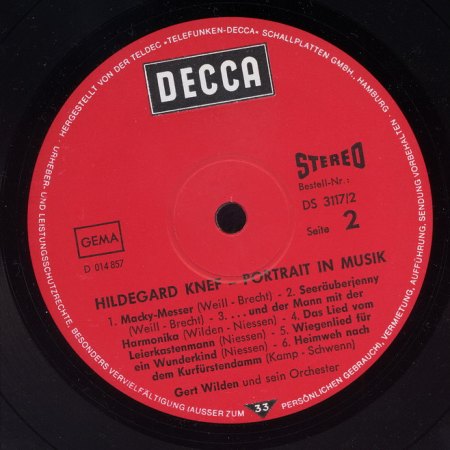 HERGESTELLT VON DER TELDEC »TELEFUNKEN-DECCA« SCHALLPLATTEN GMBH., HAMBURG
URHEBER- UND LEISTUNGSSCHUTZRECHTE, BESONDERS VERVIELFÄLTIGUNG (AUSSER ZUM PERSÖNLICHEN GEBRAUCH), VERMIETUNG, AUFFÜHRUNG, SENDUNG VORBEHALTEN
DECCA
STEREO
Bestell-Nr.:
DS 3117/2
Seite 2
GEMA
D 014 857
HILDEGARD KNEF - PORTRAIT IN MUSIK
1. Macky-Messer (Weill - Brecht) - 2. Seeräuberjenny
(Weill - Brecht) - 3. ... und der Mann mit der
Harmonika (Wilden - Niessen) - 4. Das Lied vom
Leierkastenmann (Niessen) - 5. Wiegenlied für
ein Wunderkind (Niessen) - 6. Heimweh nach
dem Kurfürstendamm (Kamp - Schwenn)
Gert Wilden und sein Orchester
33